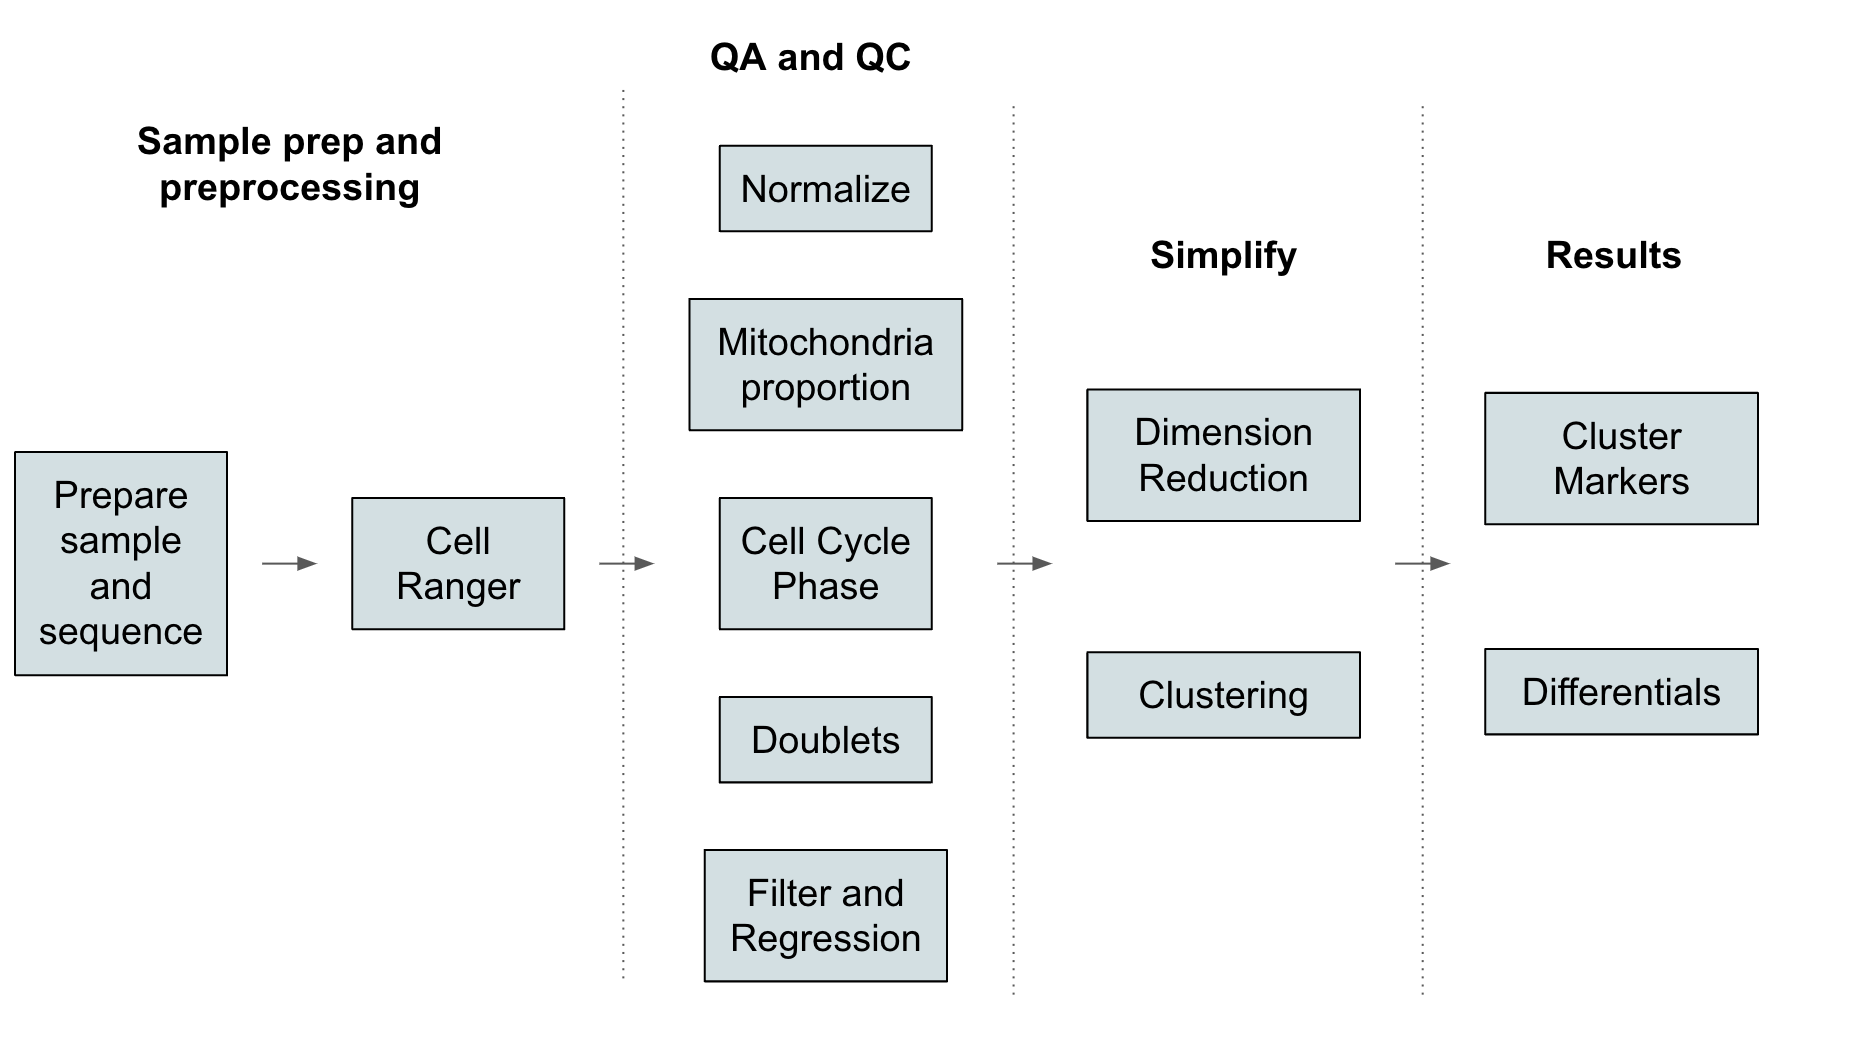 Sample prep and
preprocessing
Prepare
sample
and
sequence
Cell
Ranger
QA and QC
Normalize
Mitochondria
proportion
Cell Cycle
Phase
Doublets
Filter and
Regression
Simplify
Dimension
Reduction
Clustering
Results
Cluster
Markers
Differentials